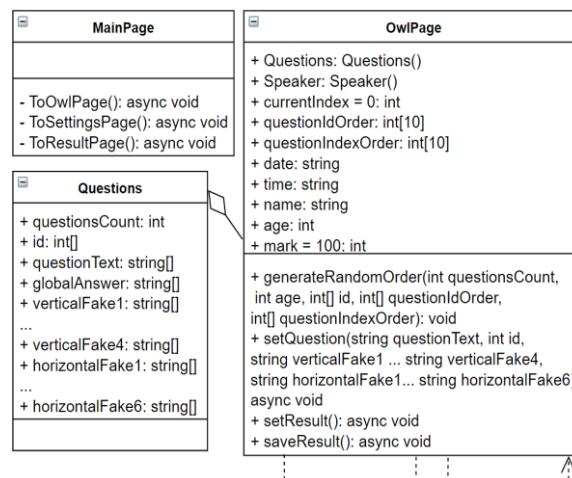 MainPage
- ToOwlPage(): async void
- ToSettingsPage(): async void
- ToResultPage(): async void
Questions
+ questionsCount: int
+ id: int[]
+ questionText: string[]
+ globalAnswer: string[]
+ verticalFake1: string[]
...
+ verticalFake4: string[]
+ horizontalFake1: string[]
...
+ horizontalFake6: string[]
OwlPage
+ Questions: Questions()
+ Speaker: Speaker()
+ currentIndex = 0: int
+ questionIdOrder: int[10]
+ questionIndexOrder: int[10]
+ date: string
+ time: string
+ name: string
+ age: int
+ mark = 100: int
+ generateRandomOrder(int questionsCount,
int age, int[] id, int[] questionIdOrder,
int[] questionIndexOrder): void
+ setQuestion(string questionText, int id,
string verticalFake1 ... string verticalFake4,
string horizontalFake1... string horizontalFake6)
async void
+ setResult(): async void
+ saveResult(): async void